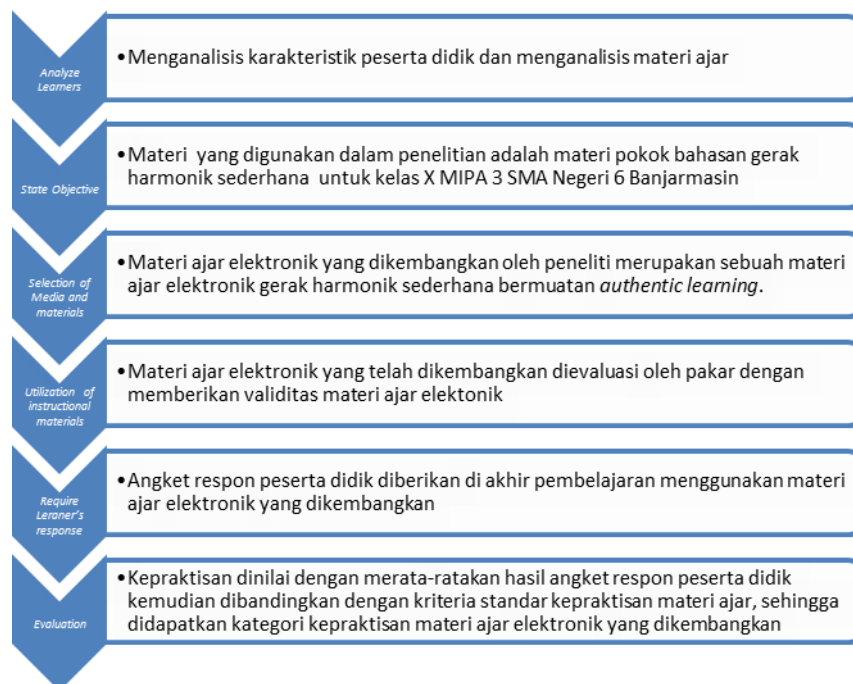 Analyze
Learners
•Menganalisis karakteristik peserta didik dan menganalisis materi ajar
State Objective
•Materi yang digunakan dalam penelitian adalah materi pokok bahasan gerak
harmonik sederhana untuk kelas X MIPA 3 SMA Negeri 6 Banjarmasin
Selection of
Media and
materials
•Materi ajar elektronik yang dikembangkan oleh peneliti merupakan sebuah materi
ajar elektronik gerak harmonik sederhana bermuatan authentic learning.
Utilization of
instructional
materials
•Materi ajar elektronik yang telah dikembangkan dievaluasi oleh pakar dengan
memberikan validitas materi ajar elektonik
Require
Leraner's
response
•Angket respon peserta didik diberikan di akhir pembelajaran menggunakan materi
ajar elektronik yang dikembangkan
Evaluation
•Kepraktisan dinilai dengan merata-ratakan hasil angket respon peserta didik
kemudian dibandingkan dengan kriteria standar kepraktisan materi ajar, sehingga
didapatkan kategori kepraktisan materi ajar elektronik yang dikembangkan